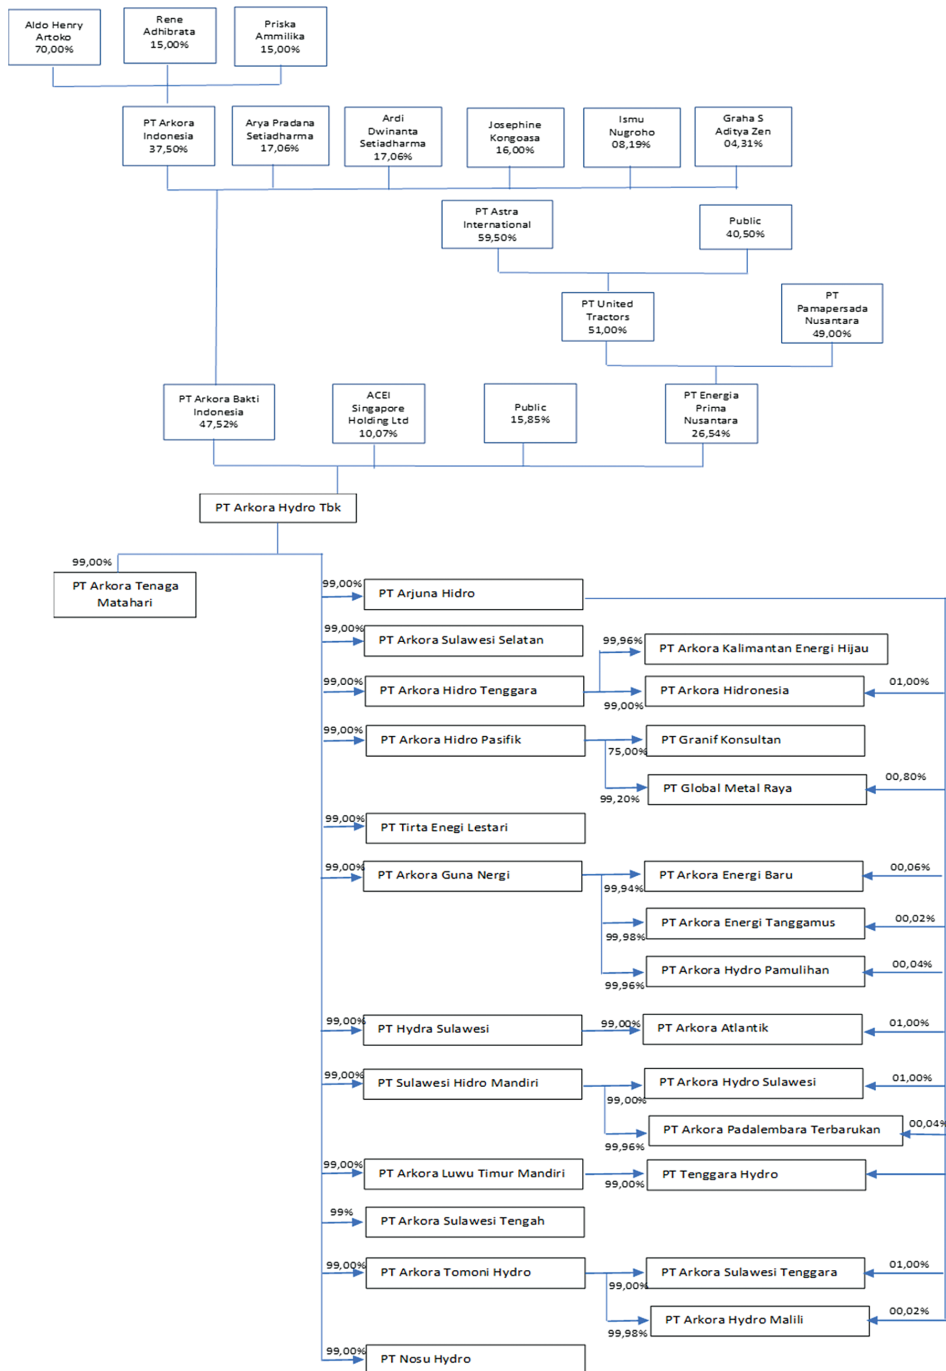 Aldo Henry
Artoko
70,00%
Rene
Adhibrata
15,00%
Priska
Ammilika
15,00%
PT Arkora
Indonesia
37,50%
Arya Pradana
Setiadharma
17,06%
Ardi
Dwinanta
Setiadharma
17,06%
Josephine
Kongoasa
16,00%
Ismu
Nugroho
08,19%
Graha S
Aditya Zen
04,31%
PT Astra
International
59,50%
Public
40,50%
PT United
Tractors
51,00%
PT
Pamapersada
Nusantara
49,00%
PT Arkora Bakti
Indonesia
47,52%
ACEI
Singapore
Holding Ltd
10,07%
Public
15,85%
PT Energia
Prima
Nusantara
26,54%
PT Arkora Hydro Tbk
99,00%
PT Arkora Tenaga
Matahari
99,00%
PT Arjuna Hidro
99,00%
PT Arkora Sulawesi Selatan
99,96%
PT Arkora Kalimantan Energi Hijau
99,00%
PT Arkora Hidro Tenggara
99,00%
PT Arkora Hidronesia
01,00%
99,00%
PT Arkora Hidro Pasifik
75,00%
PT Granif Konsultan
99,20%
PT Global Metal Raya
00,80%
99,00%
PT Tirta Enegi Lestari
99,00%
PT Arkora Guna Nergi
99,94%
PT Arkora Energi Baru
00,06%
99,98%
PT Arkora Energi Tanggamus
00,02%
99,96%
PT Arkora Hydro Pamulihan
00,04%
99,00%
PT Hydra Sulawesi
99,00%
PT Arkora Atlantik
01,00%
99,00%
PT Sulawesi Hidro Mandiri
99,00%
PT Arkora Hydro Sulawesi
01,00%
99,96%
PT Arkora Padalembara Terbarukan
00,04%
99,00%
PT Arkora Luwu Timur Mandiri
99,00%
PT Tenggara Hydro
99%
PT Arkora Sulawesi Tengah
99,00%
PT Arkora Tomoni Hydro
99,00%
PT Arkora Sulawesi Tenggara
01,00%
99,98%
PT Arkora Hydro Malili
00,02%
99,00%
PT Nosu Hydro